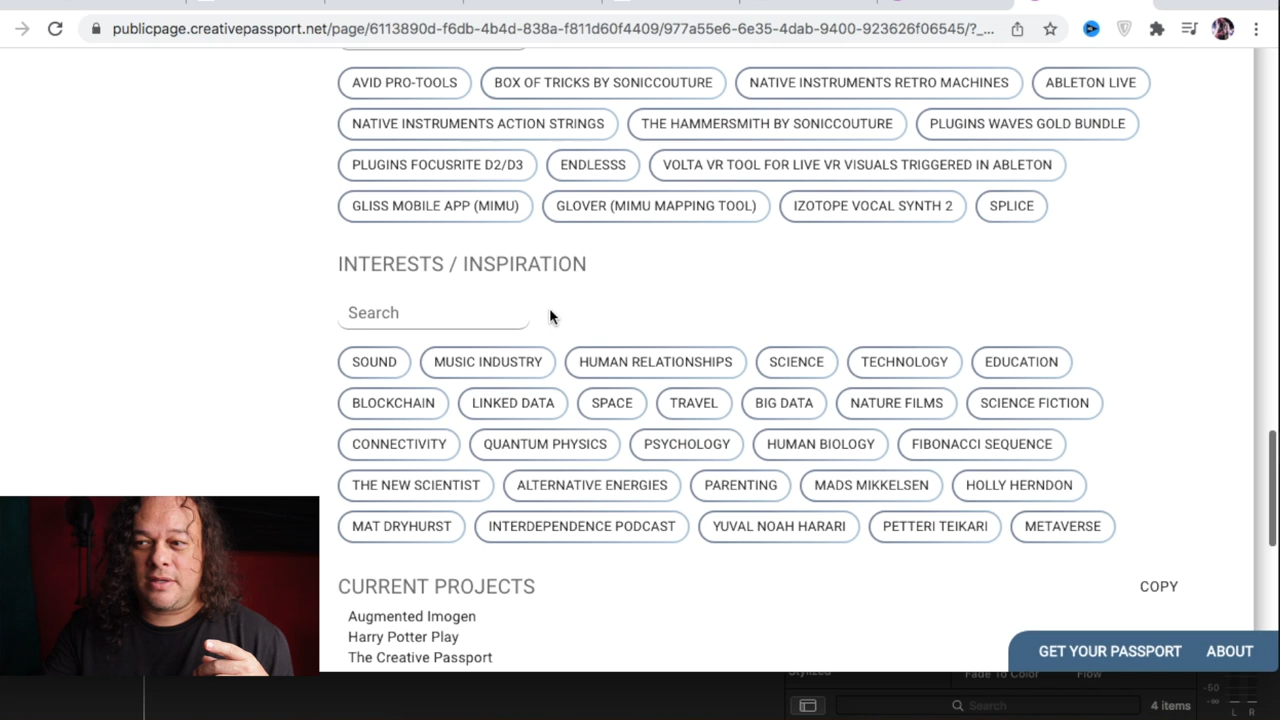 publicpage.creativepassport.net/page/6113890d-f6db-4b4d-838a-f811d60f4409/977a55e6-6e35-4dab-9400-923626f06545/?_...
AVID PRO-TOOLS BOX OF TRICKS BY SONICCOUTURE NATIVE INSTRUMENTS RETRO MACHINES ABLETON LIVE
NATIVE INSTRUMENTS ACTION STRINGS THE HAMMERSMITH BY SONICCOUTURE PLUGINS WAVES GOLD BUNDLE
PLUGINS FOCUSRITE D2/D3 ENDLESSS VOLTA VR TOOL FOR LIVE VR VISUALS TRIGGERED IN ABLETON
GLISS MOBILE APP (MIMU) GLOVER (MIMU MAPPING TOOL) IZOTOPE VOCAL SYNTH 2 SPLICE
INTERESTS / INSPIRATION
Search
SOUND MUSIC INDUSTRY HUMAN RELATIONSHIPS SCIENCE TECHNOLOGY EDUCATION
BLOCKCHAIN LINKED DATA SPACE TRAVEL BIG DATA NATURE FILMS SCIENCE FICTION
CONNECTIVITY QUANTUM PHYSICS PSYCHOLOGY HUMAN BIOLOGY FIBONACCI SEQUENCE
THE NEW SCIENTIST ALTERNATIVE ENERGIES PARENTING MADS MIKKELSEN HOLLY HERNDON
MAT DRYHURST INTERDEPENDENCE PODCAST YUVAL NOAH HARARI PETTERI TEIKARI METAVERSE
CURRENT PROJECTS COPY
Augmented Imogen
Harry Potter Play
The Creative Passport
GET YOUR PASSPORT ABOUT
Stylized Fade To Color Flow
Search 4 items
-50
-∞
L R